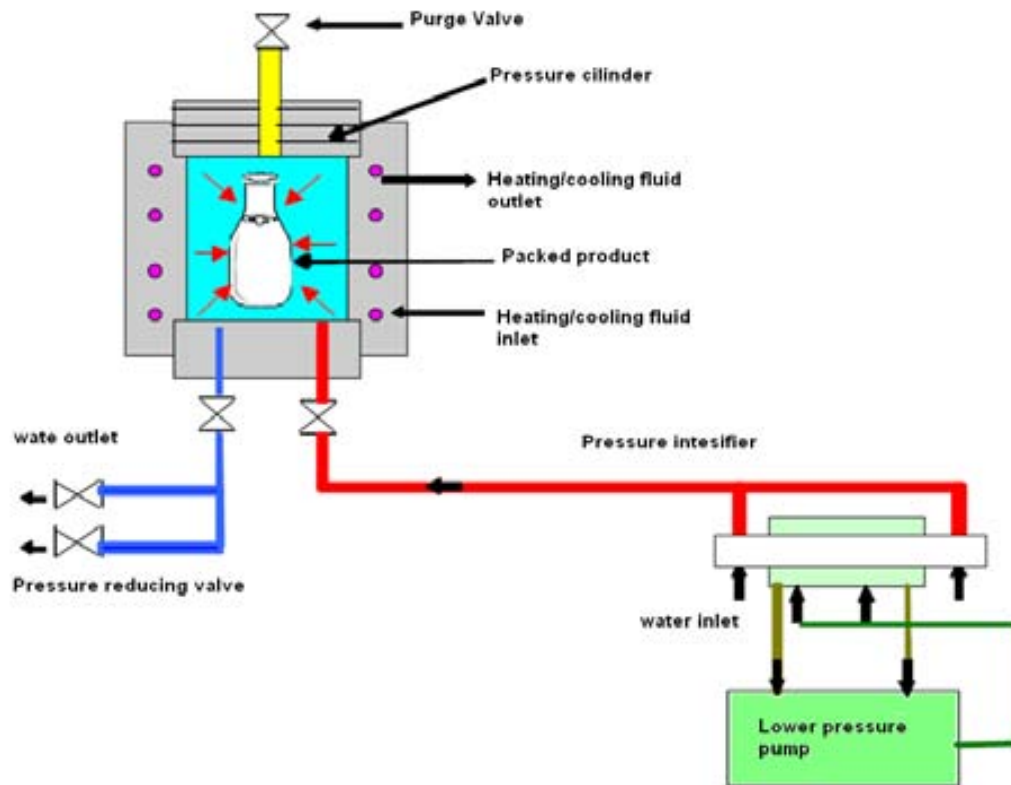 Purge Valve
Pressure cilinder
Heating/cooling fluid
outlet
Packed product
Heating/cooling fluid
inlet
wate outlet
Pressure intesifier
Pressure reducing valve
water inlet
Lower pressure
pump